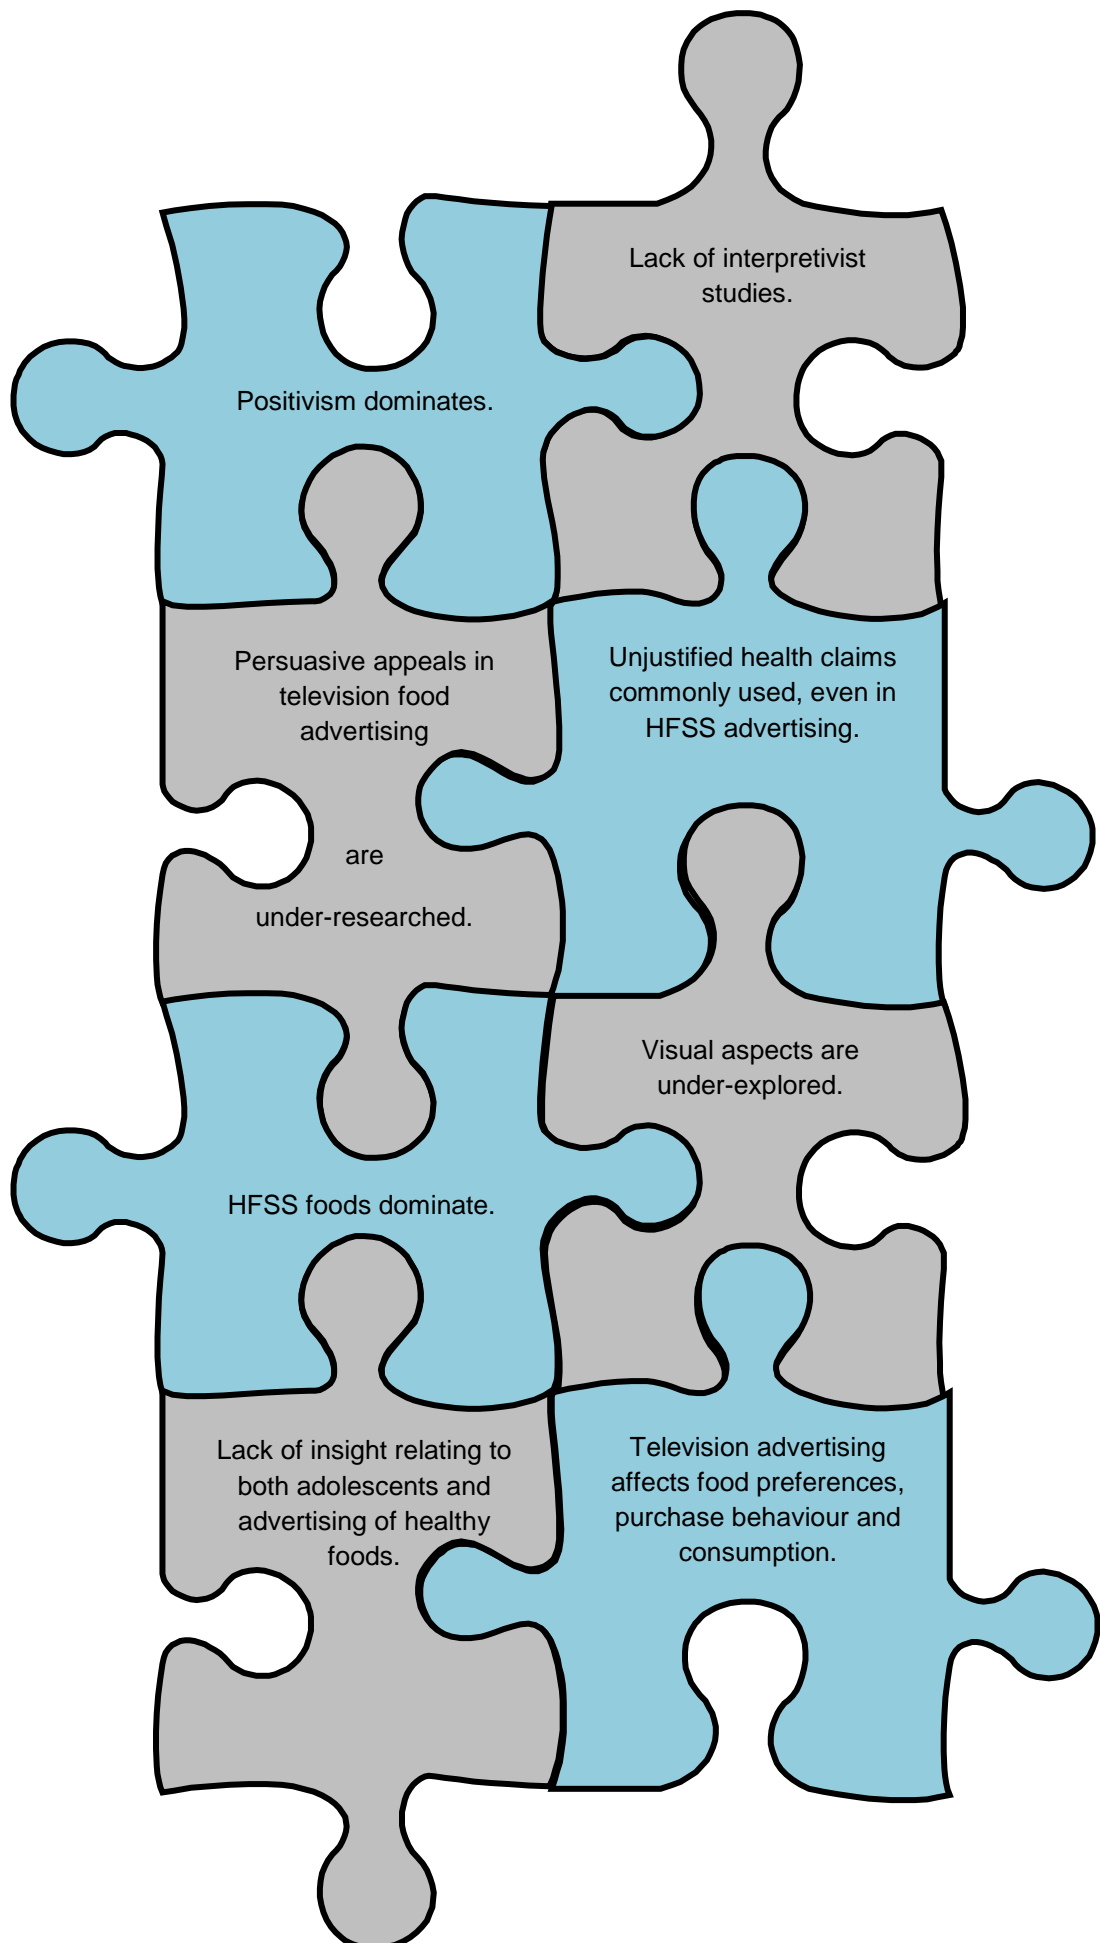 Lack of interpretivist
studies.
Positivism dominates.
Persuasive appeals in
television food
advertising
are
under-researched.
Unjustified health claims
commonly used, even in
HFSS advertising.
HFSS foods dominate.
Visual aspects are
under-explored.
Lack of insight relating to
both adolescents and
advertising of healthy
foods.
Television advertising
affects food preferences,
purchase behaviour and
consumption.